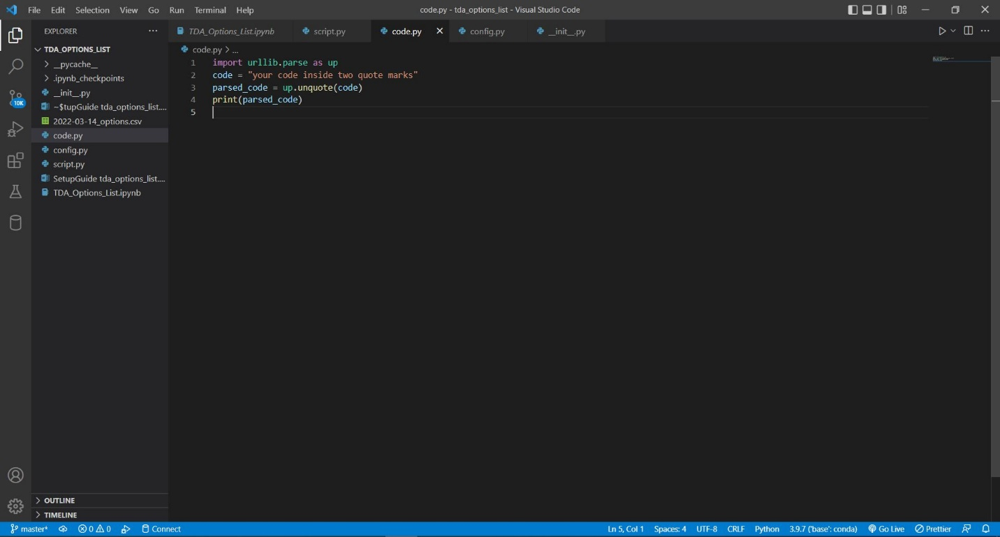 File Edit Selection View Go Run Terminal Help
code.py - tda_options_list - Visual Studio Code
EXPLORER
TDA_Options_List.ipynb
script.py
code.py
config.py
__init__.py
TDA_OPTIONS_LIST
__pycache__
.ipynb_checkpoints
__init__.py
~$tupGuide tda_options_list....
2022-03-14_options.csv
code.py
config.py
script.py
SetupGuide tda_options_list....
TDA_Options_List.ipynb
10K
code.py > ...
1 import urllib.parse as up
2 code = "your code inside two quote marks"
3 parsed_code = up.unquote(code)
4 print(parsed_code)
5
OUTLINE
TIMELINE
master* 0 0 Connect
Ln 5, Col 1 Spaces: 4 UTF-8 CRLF Python 3.9.7 ('base': conda) Go Live Prettier